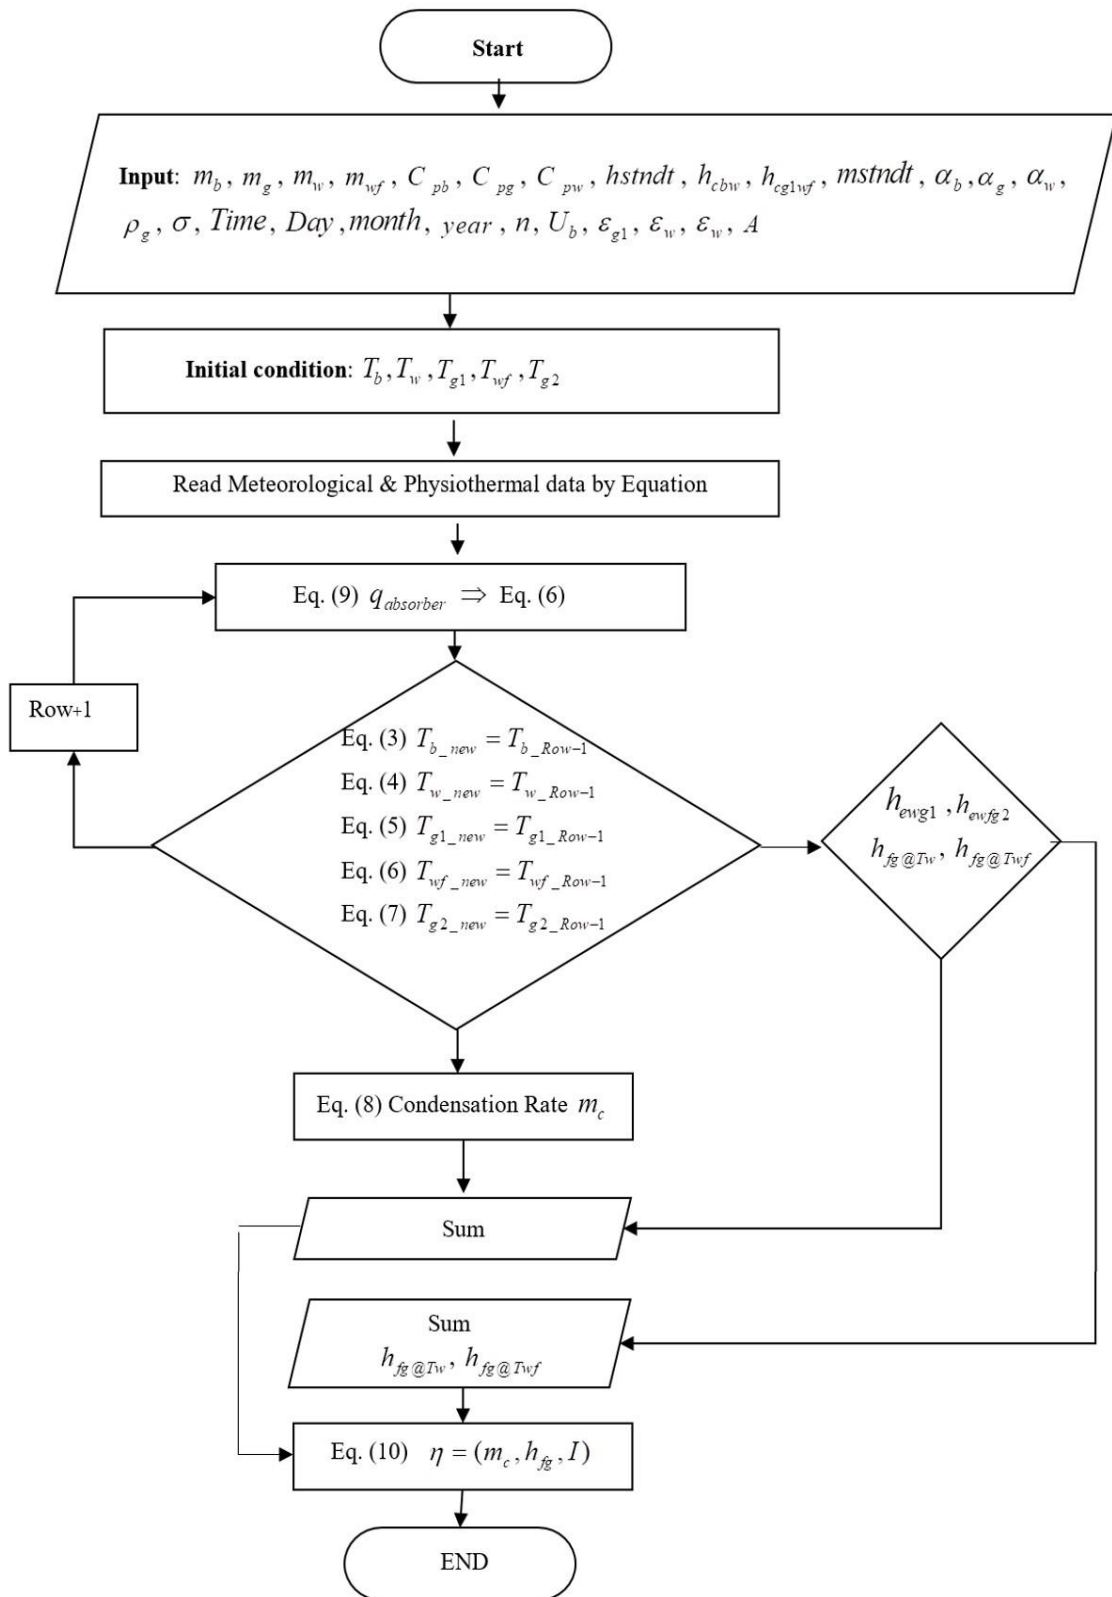 Start
Input: m_b, m_g, m_w, m_wf, C_pb, C_pg, C_pw, hstndt, h_cbw, h_cg1wf, mstndt, α_b, α_g, α_w,
ρ_g, σ, Time, Day, month, year, n, U_b, ε_g1, ε_w, ε_w, A
Initial condition: T_b, T_w, T_g1, T_wf, T_g2
Read Meteorological & Physiothermal data by Equation
Eq. (9) q_absorber ⇒ Eq. (6)
Row+1
Eq. (3) T_b_new = T_b_Row-1
Eq. (4) T_w_new = T_w_Row-1
Eq. (5) T_g1_new = T_g1_Row-1
Eq. (6) T_wf_new = T_wf_Row-1
Eq. (7) T_g2_new = T_g2_Row-1
h_ewg1, h_ewfg2
h_fg@Tw, h_fg@Twf
Eq. (8) Condensation Rate m_c
Sum
Sum
h_fg@Tw, h_fg@Twf
Eq. (10) η = (m_c, h_fg, I)
END